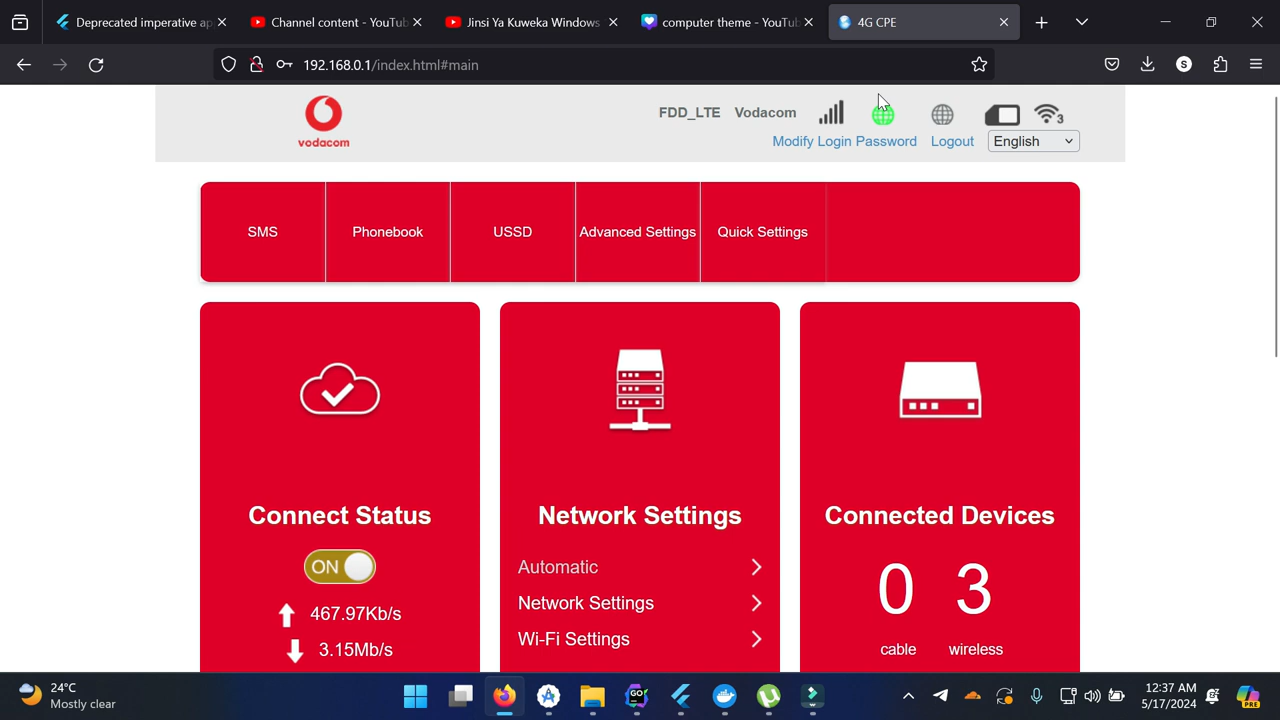 Deprecated imperative ap
Channel content - YouTub
Jinsi Ya Kuweka Windows
computer theme - YouTub
4G CPE
192.168.0.1/index.html#main
S
vodacom
FDD_LTE Vodacom
3
Modify Login Password Logout English
SMS Phonebook USSD Advanced Settings Quick Settings
Connect Status
ON
467.97Kb/s
3.15Mb/s
Network Settings
Automatic
Network Settings
Wi-Fi Settings
Connected Devices
0 3
cable wireless
24°C
Mostly clear
GO
12:37 AM
5/17/2024
PRE